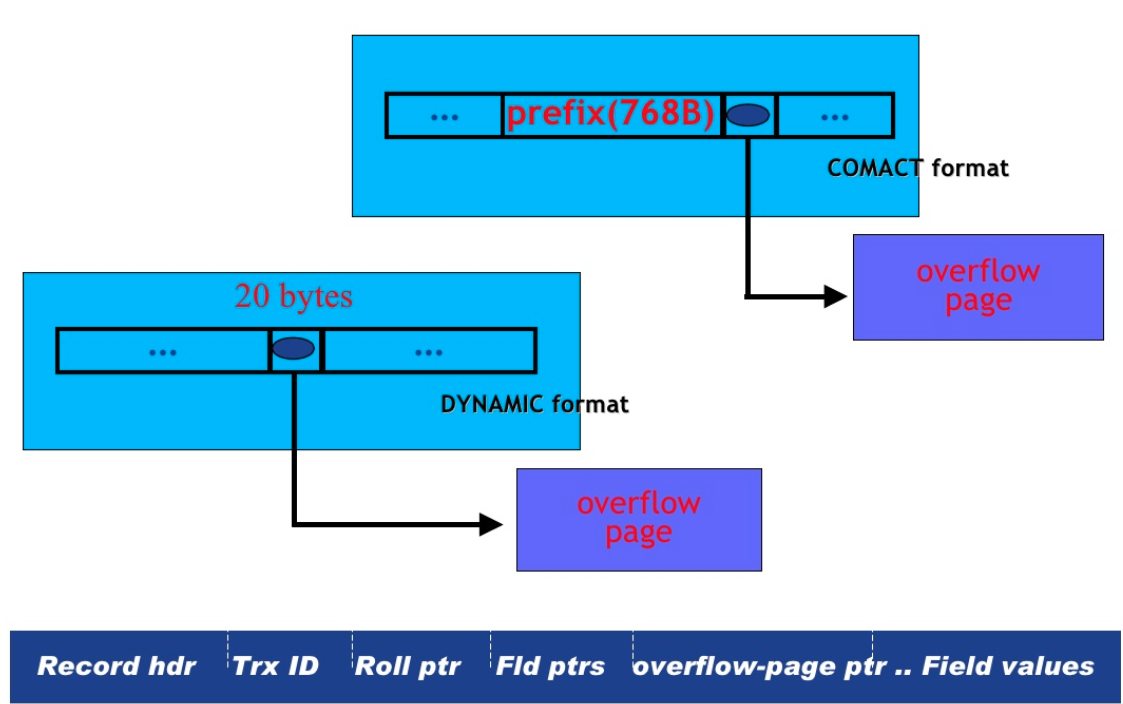 ... prefix(768B) ...
COMACT format
overflow
page
20 bytes
... ...
DYNAMIC format
overflow
page
Record hdr Trx ID Roll ptr Fld ptrs overflow-page ptr .. Field values